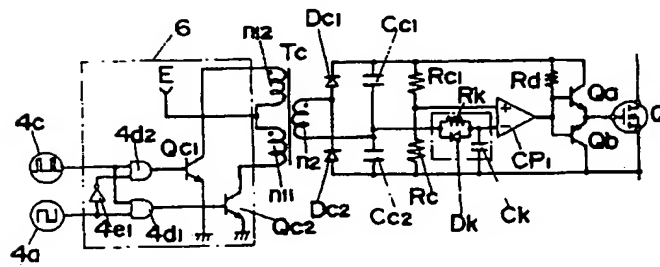 6
n12
Tc
Dc1
Cc1
E
Rc1
Rd
Qa
Rk
Q
4c
4d2
Qc1
+
-
n2
CP1
Qb
n11
4e1
4d1
Qc2
Dc2
Cc2
Rc
Dk
Ck
4a